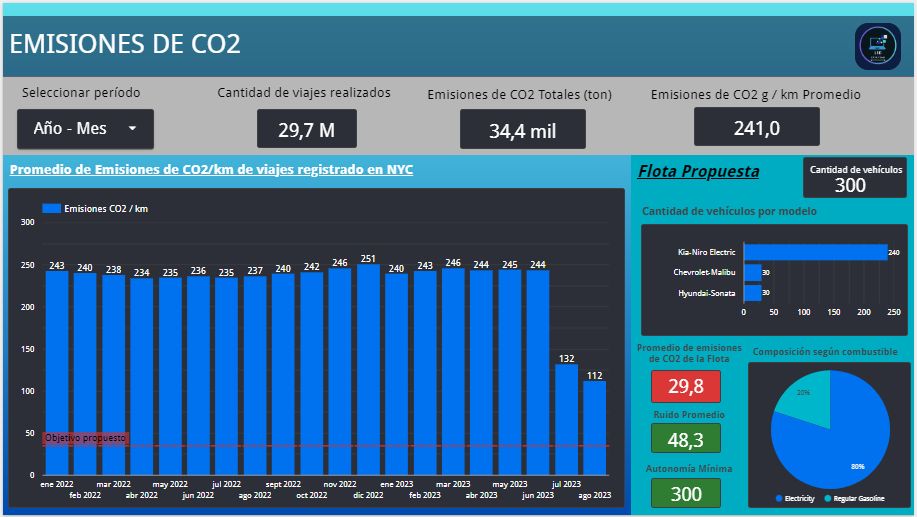 EMISIONES DE CO2
Seleccionar período
Cantidad de viajes realizados
Emisiones de CO2 Totales (ton)
Emisiones de CO2 g / km Promedio
Año - Mes
29,7 M
34,4 mil
241,0
Promedio de Emisiones de CO2/km de viajes registrado en NYC
Emisiones CO2 / km
300
250
200
150
100
50
0
243
240
238
234
235
236
235
237
240
242
246
251
240
243
246
244
245
244
132
112
Objetivo propuesto
ene 2022
feb 2022
mar 2022
abr 2022
may 2022
jun 2022
jul 2022
ago 2022
sept 2022
oct 2022
nov 2022
dic 2022
ene 2023
feb 2023
mar 2023
abr 2023
may 2023
jun 2023
jul 2023
ago 2023
Flota Propuesta
Cantidad de vehículos
300
Cantidad de vehículos por modelo
Kia-Niro Electric
240
Chevrolet-Malibu
30
Hyundai-Sonata
30
0
50
100
150
200
250
Promedio de emisiones
de CO2 de la Flota
29,8
Ruido Promedio
48,3
Autonomía Mínima
300
Composición según combustible
20%
80%
Electricity
Regular Gasoline